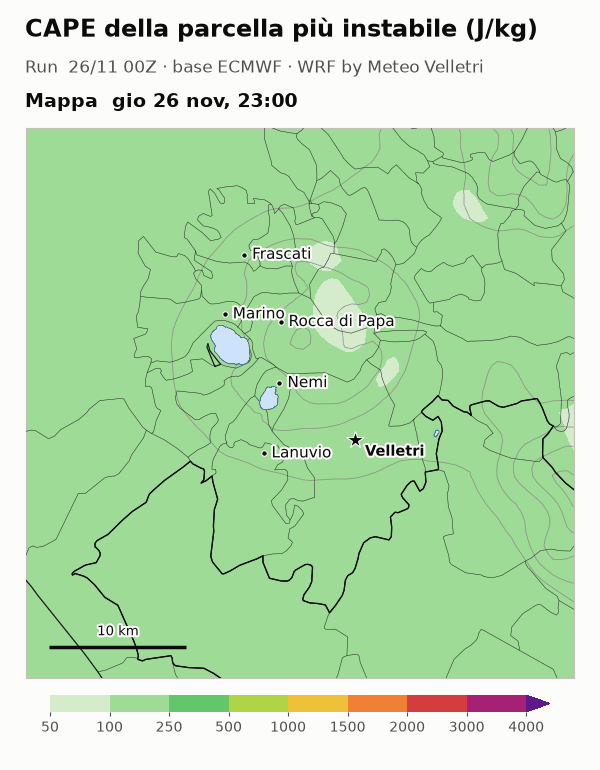 CAPE della parcella più instabile (J/kg)
Run  26/11 00Z · base ECMWF · WRF by Meteo Velletri
Mappa  gio 26 nov, 23:00
Frascati
Marino
Rocca di Papa
Nemi
Velletri
Lanuvio
10 km
50 100 250 500 1000 1500 2000 3000 4000